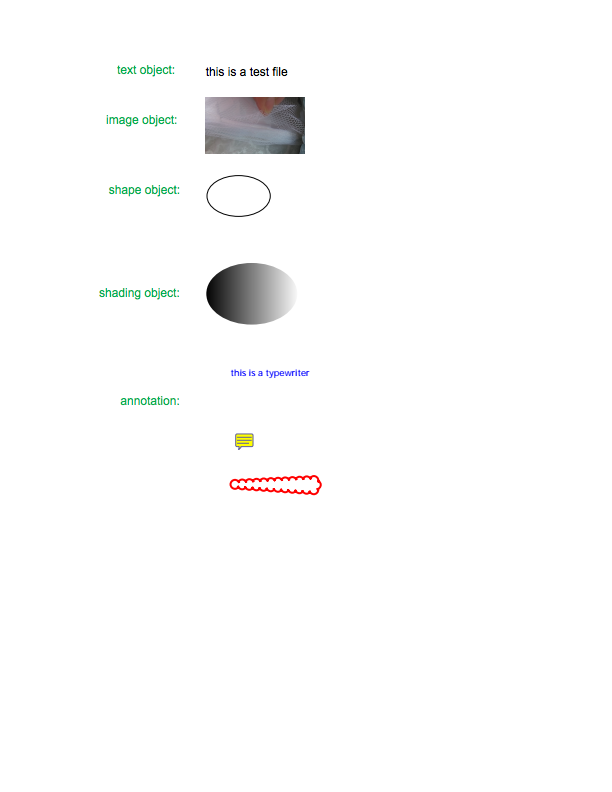 text object: this is a test file
image object:
shape object:
shading object:
this is a typewriter
annotation: